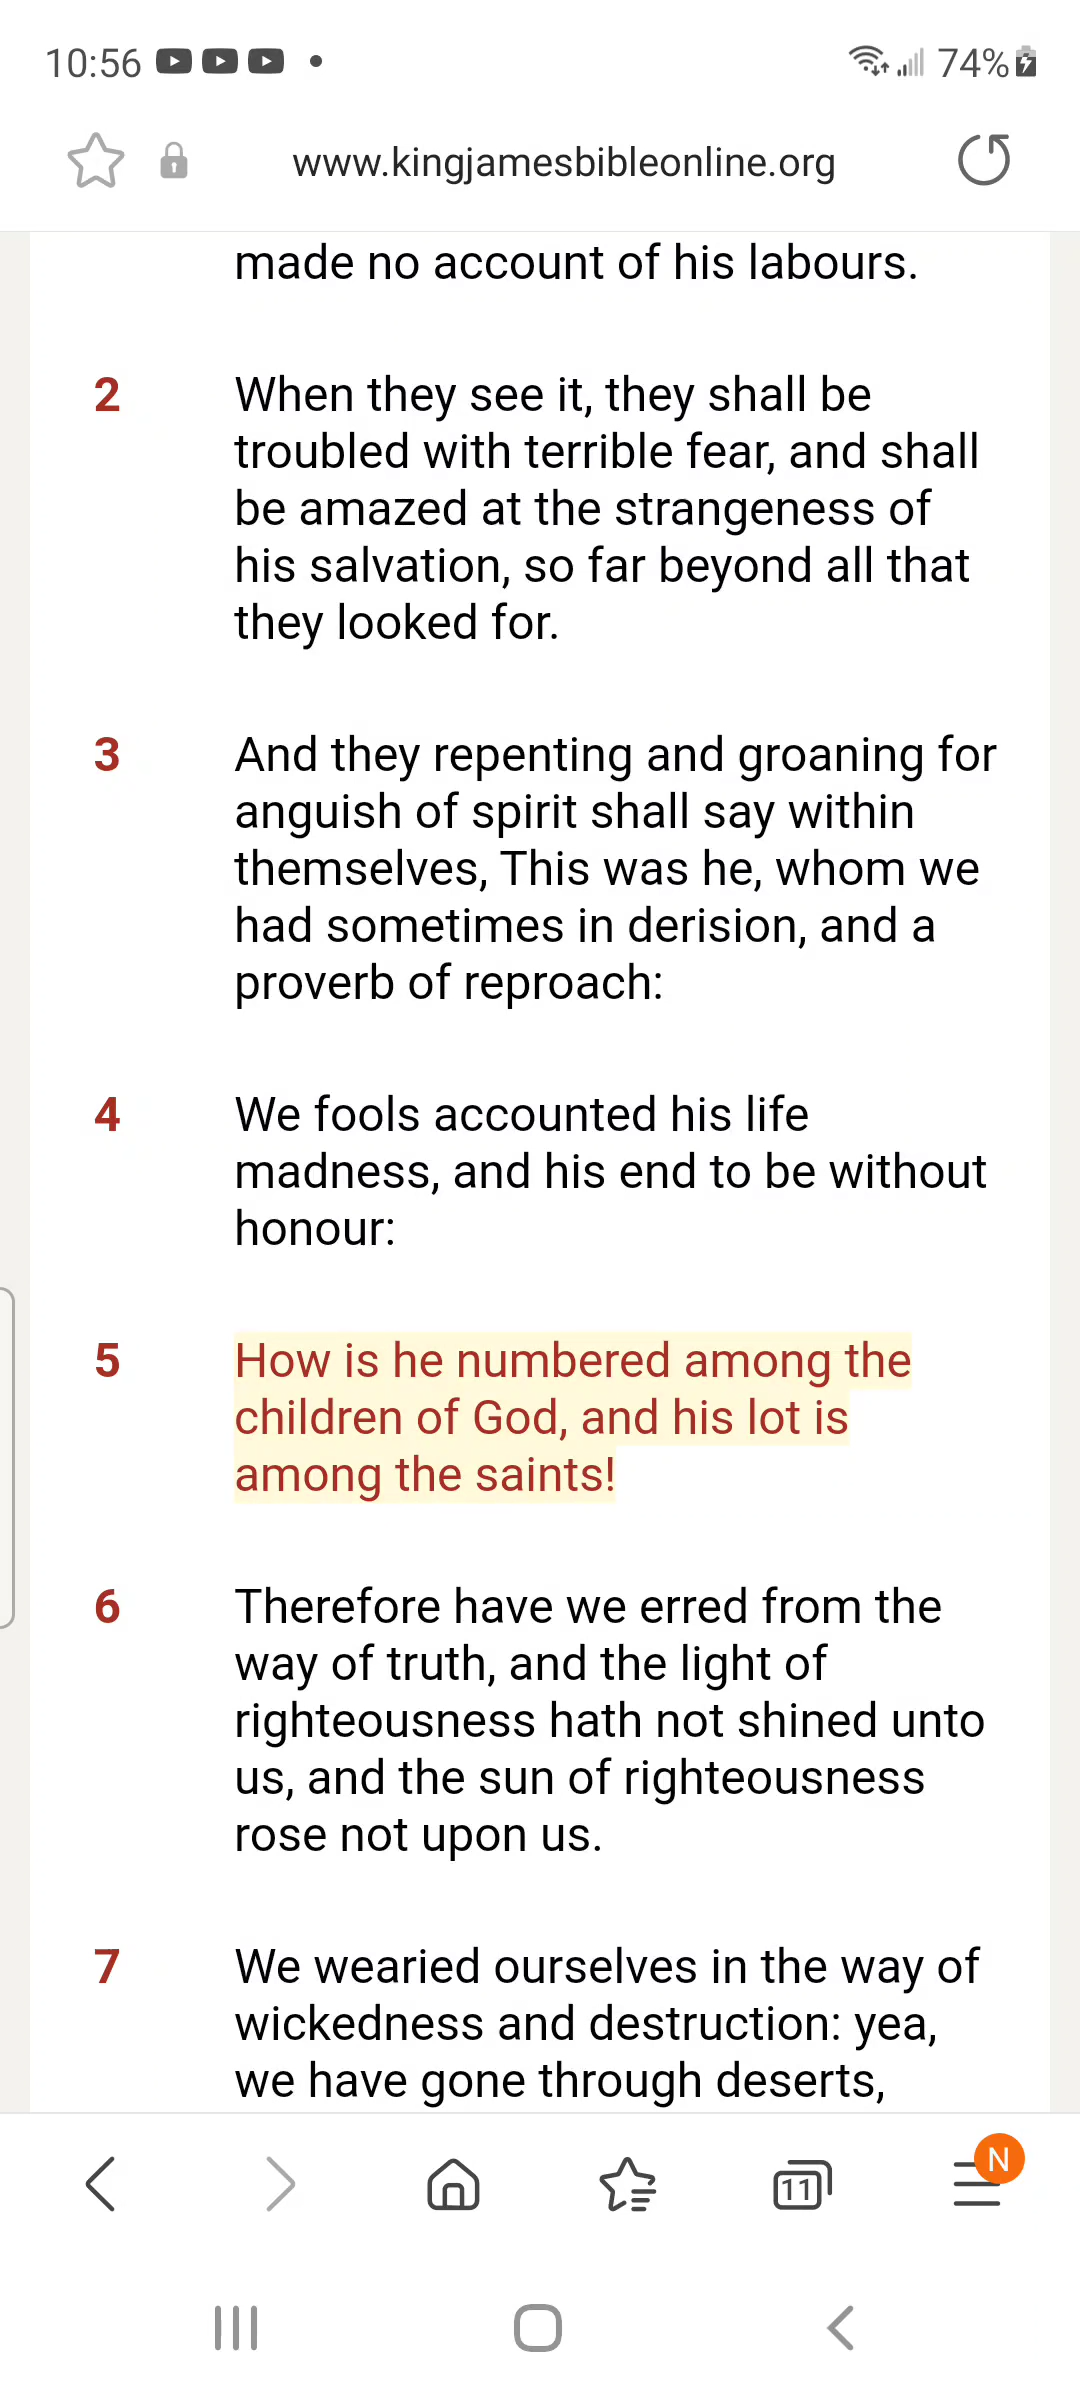 10:56
74%
www.kingjamesbibleonline.org
made no account of his labours.
2 When they see it, they shall be
troubled with terrible fear, and shall
be amazed at the strangeness of
his salvation, so far beyond all that
they looked for.
3 And they repenting and groaning for
anguish of spirit shall say within
themselves, This was he, whom we
had sometimes in derision, and a
proverb of reproach:
4 We fools accounted his life
madness, and his end to be without
honour:
5 How is he numbered among the
children of God, and his lot is
among the saints!
6 Therefore have we erred from the
way of truth, and the light of
righteousness hath not shined unto
us, and the sun of righteousness
rose not upon us.
7 We wearied ourselves in the way of
wickedness and destruction: yea,
we have gone through deserts,
11
N